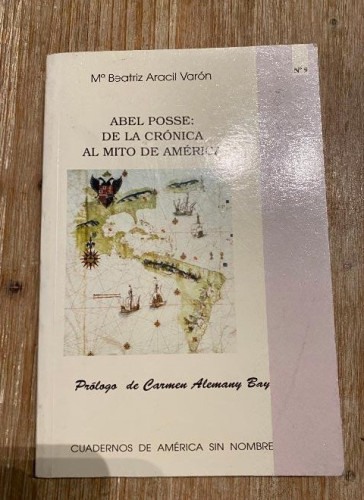 Mª Beatriz Aracil Varón
Nº 8
ABEL POSSE:
DE LA CRÓNICA
AL MITO DE AMÉRICA
Prólogo de Carmen Alemany Bay
CUADERNOS DE AMÉRICA SIN NOMBRE